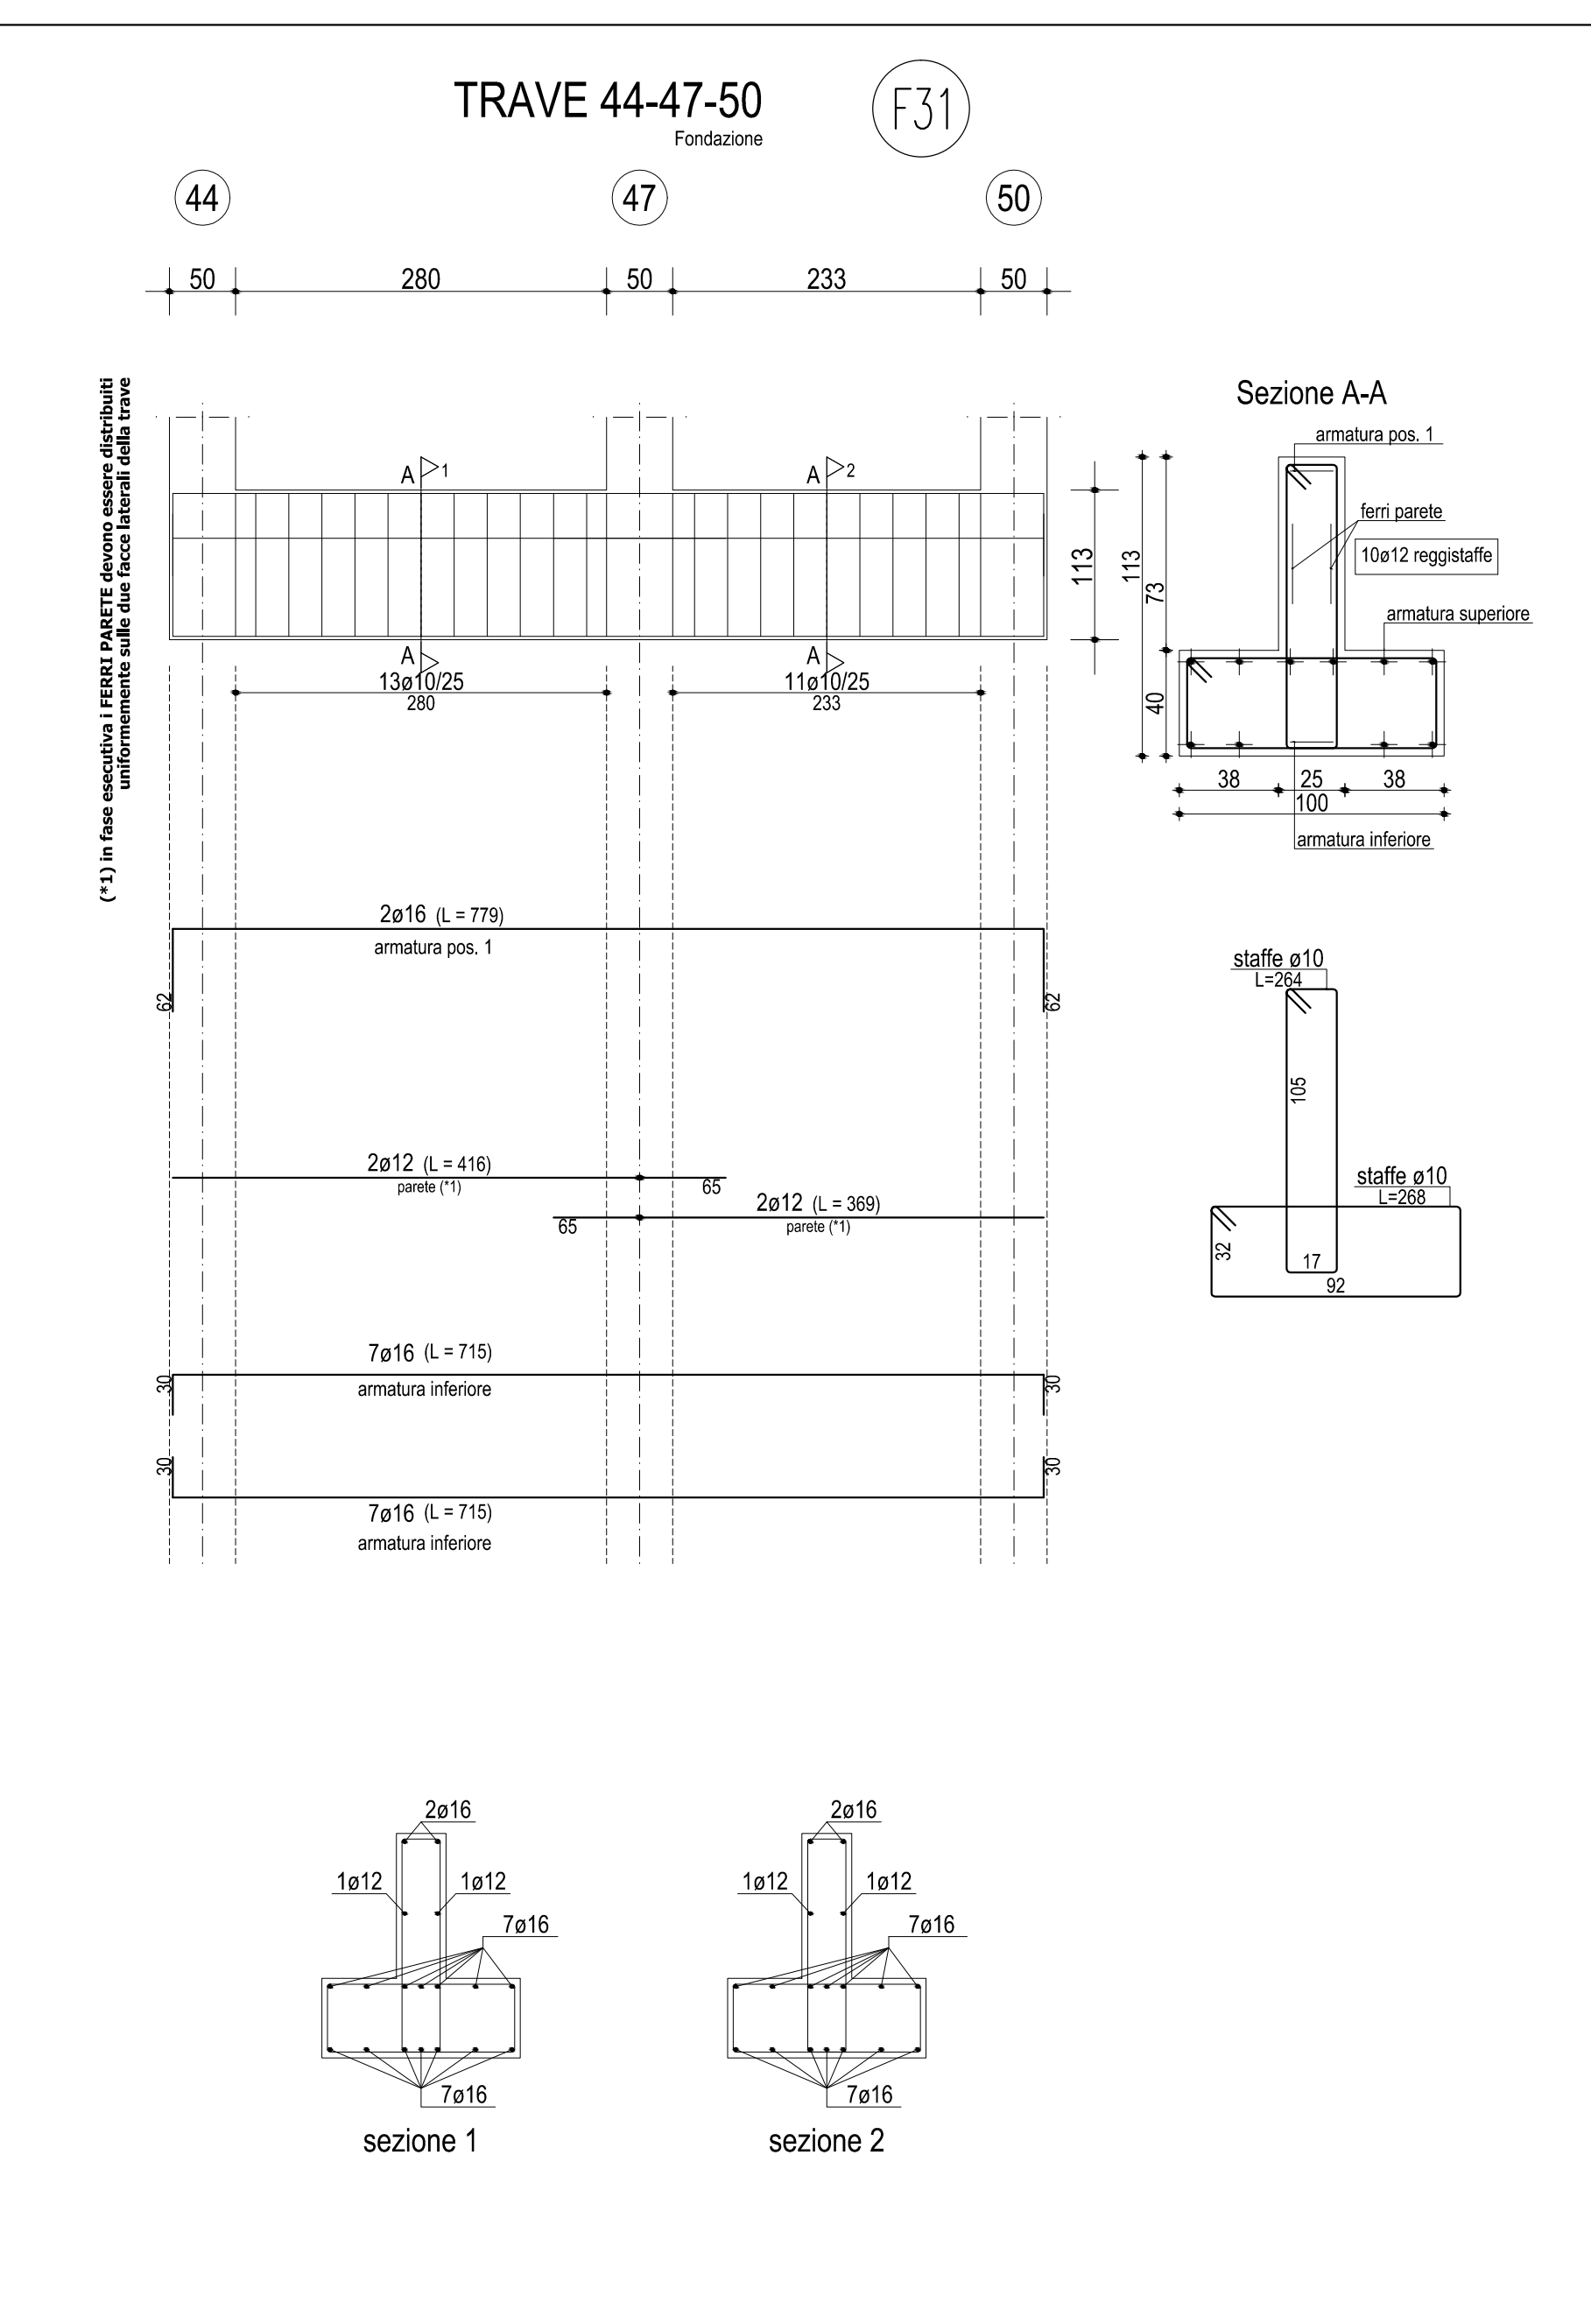 TRAVE 44-47-50
Fondazione
F31
44
47
50
50
280
50
233
50
(*1) in fase esecutiva i FERRI PARETE devono essere distribuiti
uniformemente sulle due facce laterali della trave
A
1
A
2
113
A
A
13ø10/25
280
11ø10/25
233
Sezione A-A
armatura pos. 1
ferri parete
10ø12 reggistaffe
armatura superiore
113
73
40
38
25
38
100
armatura inferiore
2ø16 (L = 779)
armatura pos. 1
62
62
staffe ø10
L=264
105
staffe ø10
L=268
32
17
92
2ø12 (L = 416)
parete (*1)
65
2ø12 (L = 369)
65
parete (*1)
7ø16 (L = 715)
30
30
armatura inferiore
30
30
7ø16 (L = 715)
armatura inferiore
2ø16
1ø12
1ø12
7ø16
7ø16
sezione 1
2ø16
1ø12
1ø12
7ø16
7ø16
sezione 2